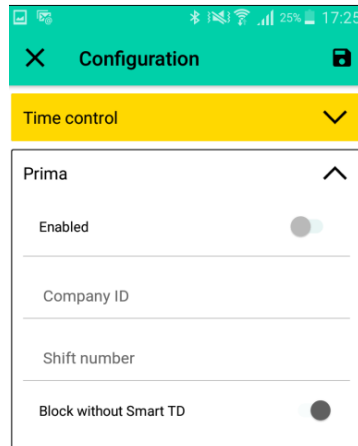 25% 17:25
Configuration
Time control
Prima
Enabled
Company ID
Shift number
Block without Smart TD